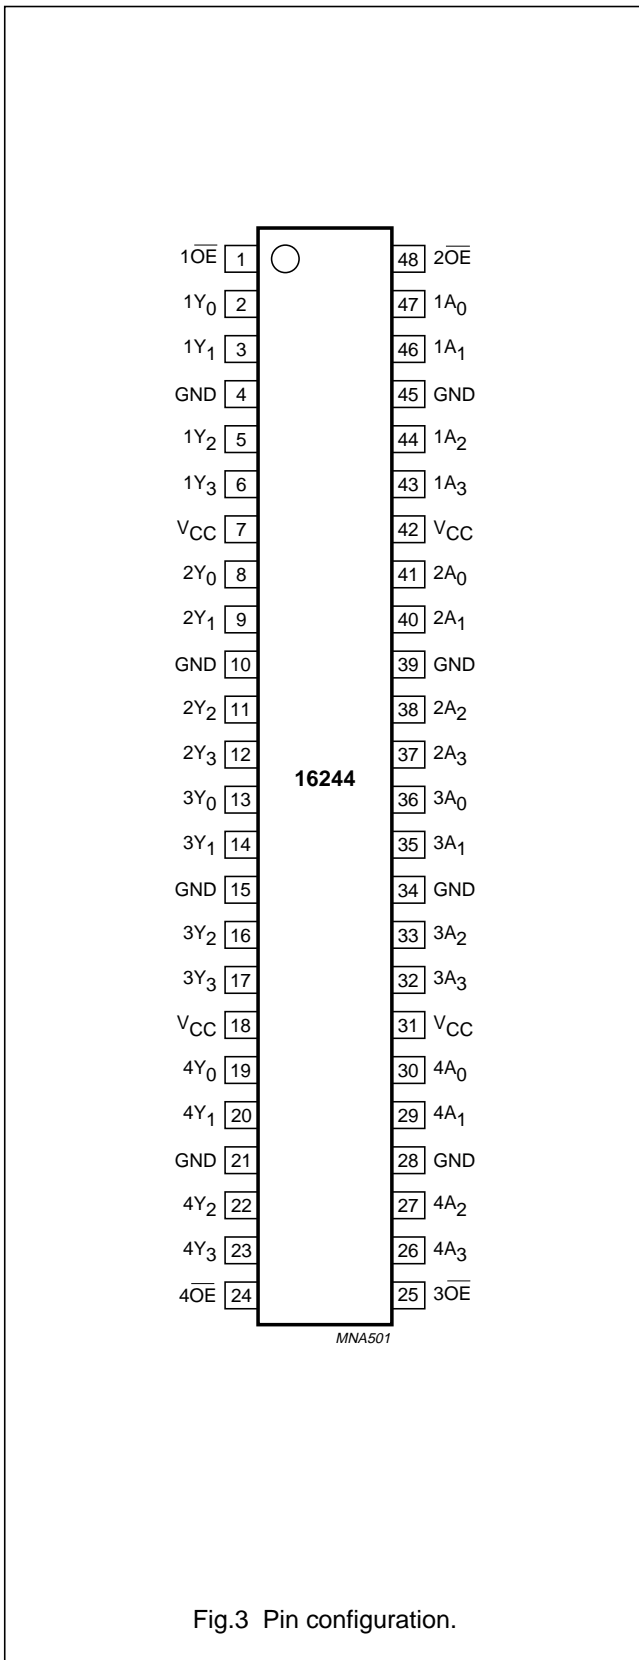 1O̅E̅ 1 48 2O̅E̅
1Y0 2 47 1A0
1Y1 3 46 1A1
GND 4 45 GND
1Y2 5 44 1A2
1Y3 6 43 1A3
VCC 7 42 VCC
2Y0 8 41 2A0
2Y1 9 40 2A1
GND 10 39 GND
2Y2 11 38 2A2
2Y3 12 37 2A3
16244
3Y0 13 36 3A0
3Y1 14 35 3A1
GND 15 34 GND
3Y2 16 33 3A2
3Y3 17 32 3A3
VCC 18 31 VCC
4Y0 19 30 4A0
4Y1 20 29 4A1
GND 21 28 GND
4Y2 22 27 4A2
4Y3 23 26 4A3
4O̅E̅ 24 25 3O̅E̅
MNA501
Fig.3 Pin configuration.